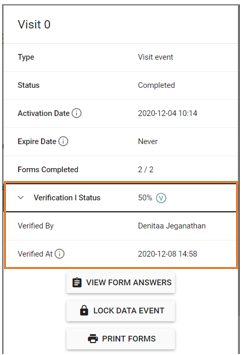 Visit 0
Type Visit event
Status Completed
Activation Date 2020-12-04 10:14
Expire Date Never
Forms Completed 2 / 2
Verification I Status 50% V
Verified By Denitaa Jeganathan
Verified At 2020-12-08 14:58
VIEW FORM ANSWERS
LOCK DATA EVENT
PRINT FORMS